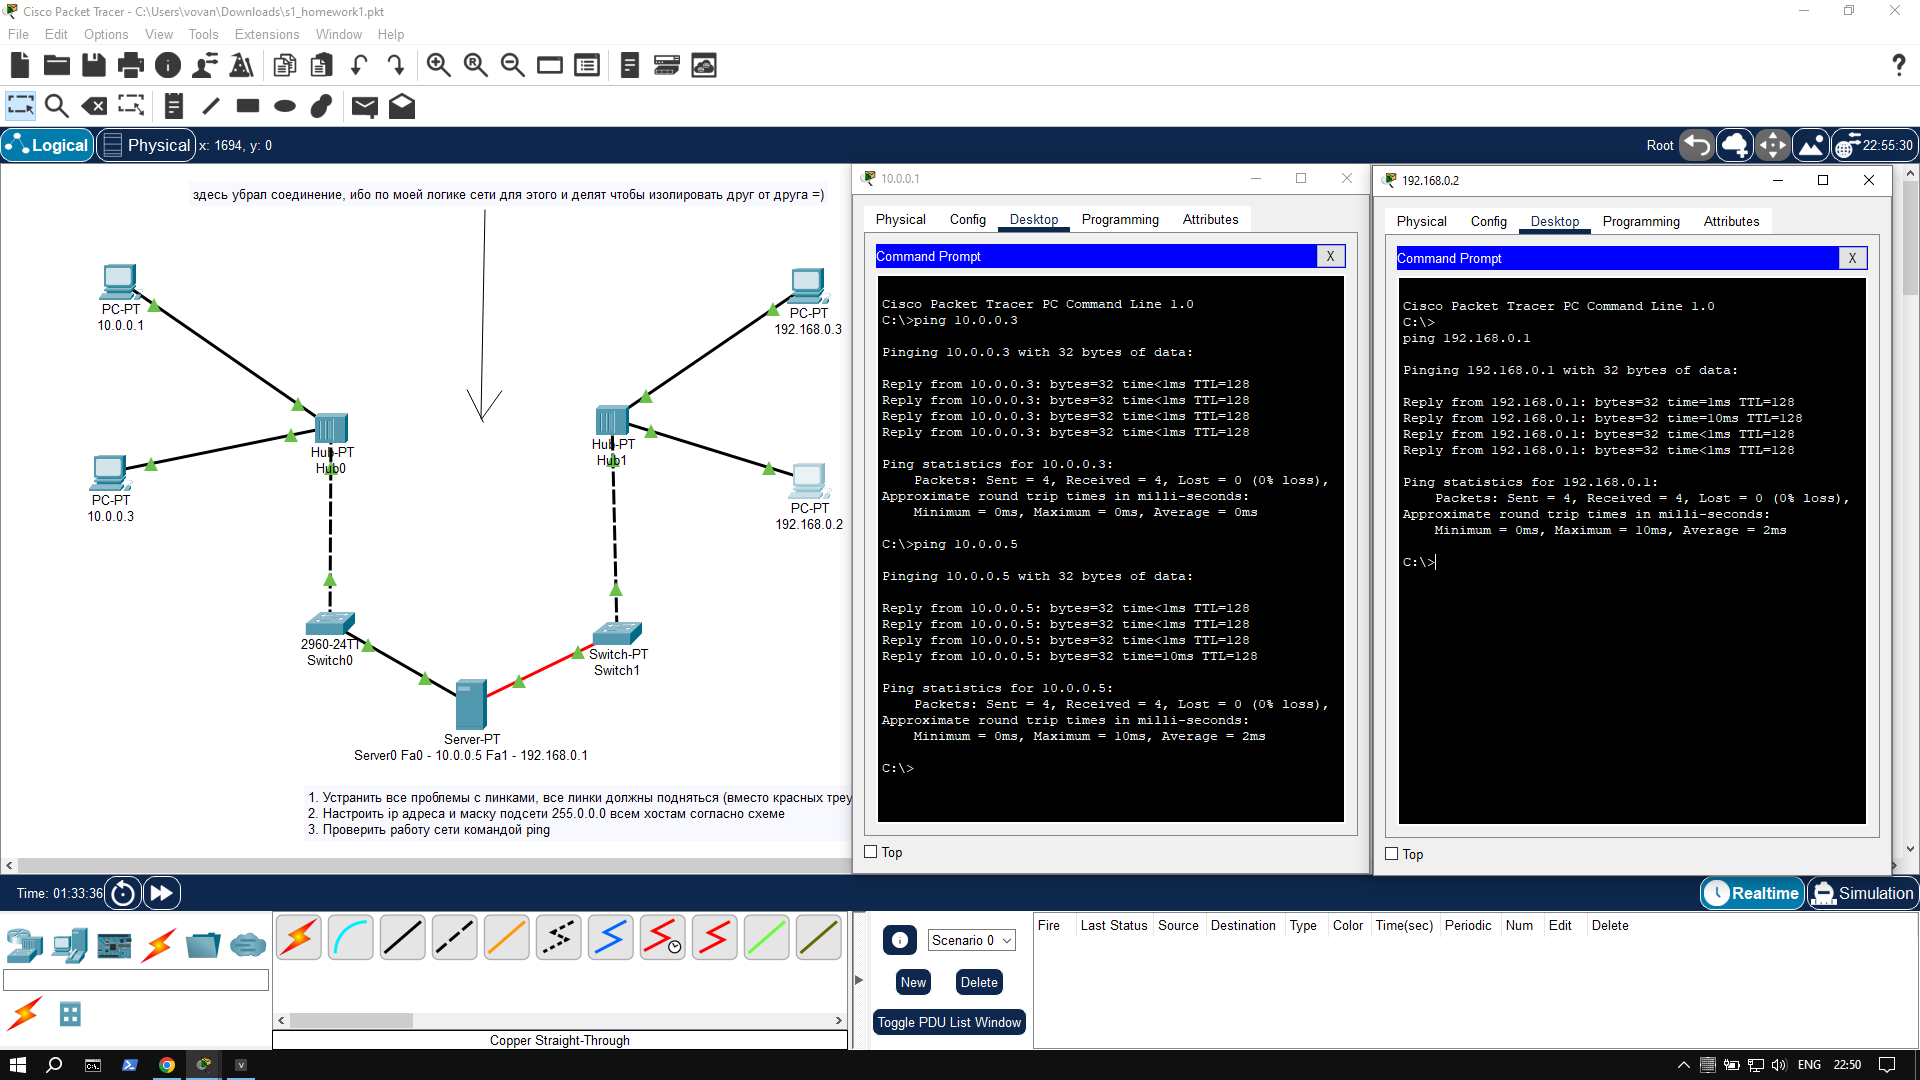 Cisco Packet Tracer - C:\Users\vovan\Downloads\s1_homework1.pkt
File Edit Options View Tools Extensions Window Help
Logical Physical x: 1694, y: 0 Root 22:55:30
здесь убрал соединение, ибо по моей логике сети для этого и делят чтобы изолировать друг от друга =)
PC-PT
10.0.0.1
PC-PT
192.168.0.3
Hub-PT
Hub0
Hub-PT
Hub1
PC-PT
10.0.0.3
PC-PT
192.168.0.2
2960-24TT
Switch0
Switch-PT
Switch1
Server-PT
Server0 Fa0 - 10.0.0.5 Fa1 - 192.168.0.1
1. Устранить все проблемы с линками, все линки должны подняться (вместо красных треу
2. Настроить ip адреса и маску подсети 255.0.0.0 всем хостам согласно схеме
3. Проверить работу сети командой ping
10.0.0.1
Physical Config Desktop Programming Attributes
Command Prompt X
Cisco Packet Tracer PC Command Line 1.0
C:\>ping 10.0.0.3
Pinging 10.0.0.3 with 32 bytes of data:
Reply from 10.0.0.3: bytes=32 time<1ms TTL=128
Reply from 10.0.0.3: bytes=32 time<1ms TTL=128
Reply from 10.0.0.3: bytes=32 time<1ms TTL=128
Reply from 10.0.0.3: bytes=32 time<1ms TTL=128
Ping statistics for 10.0.0.3:
Packets: Sent = 4, Received = 4, Lost = 0 (0% loss),
Approximate round trip times in milli-seconds:
Minimum = 0ms, Maximum = 0ms, Average = 0ms
C:\>ping 10.0.0.5
Pinging 10.0.0.5 with 32 bytes of data:
Reply from 10.0.0.5: bytes=32 time<1ms TTL=128
Reply from 10.0.0.5: bytes=32 time<1ms TTL=128
Reply from 10.0.0.5: bytes=32 time<1ms TTL=128
Reply from 10.0.0.5: bytes=32 time=10ms TTL=128
Ping statistics for 10.0.0.5:
Packets: Sent = 4, Received = 4, Lost = 0 (0% loss),
Approximate round trip times in milli-seconds:
Minimum = 0ms, Maximum = 10ms, Average = 2ms
C:\>
Top
192.168.0.2
Physical Config Desktop Programming Attributes
Command Prompt X
Cisco Packet Tracer PC Command Line 1.0
C:\>
ping 192.168.0.1
Pinging 192.168.0.1 with 32 bytes of data:
Reply from 192.168.0.1: bytes=32 time=1ms TTL=128
Reply from 192.168.0.1: bytes=32 time=10ms TTL=128
Reply from 192.168.0.1: bytes=32 time<1ms TTL=128
Reply from 192.168.0.1: bytes=32 time<1ms TTL=128
Ping statistics for 192.168.0.1:
Packets: Sent = 4, Received = 4, Lost = 0 (0% loss),
Approximate round trip times in milli-seconds:
Minimum = 0ms, Maximum = 10ms, Average = 2ms
C:\>
Top
Time: 01:33:36 Realtime Simulation
Scenario 0
New Delete
Toggle PDU List Window
Fire Last Status Source Destination Type Color Time(sec) Periodic Num Edit Delete
Copper Straight-Through
ENG 22:50